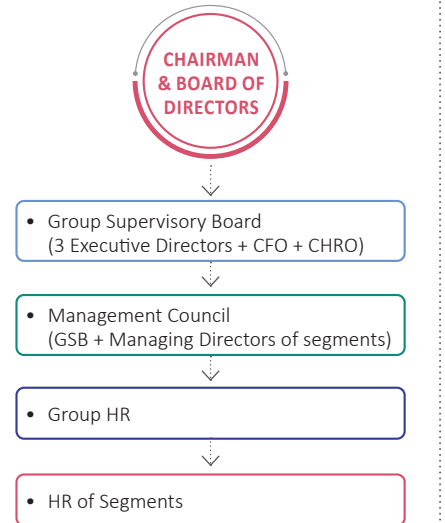 CHAIRMAN
& BOARD OF
DIRECTORS
• Group Supervisory Board
(3 Executive Directors + CFO + CHRO)
• Management Council
(GSB + Managing Directors of segments)
• Group HR
• HR of Segments